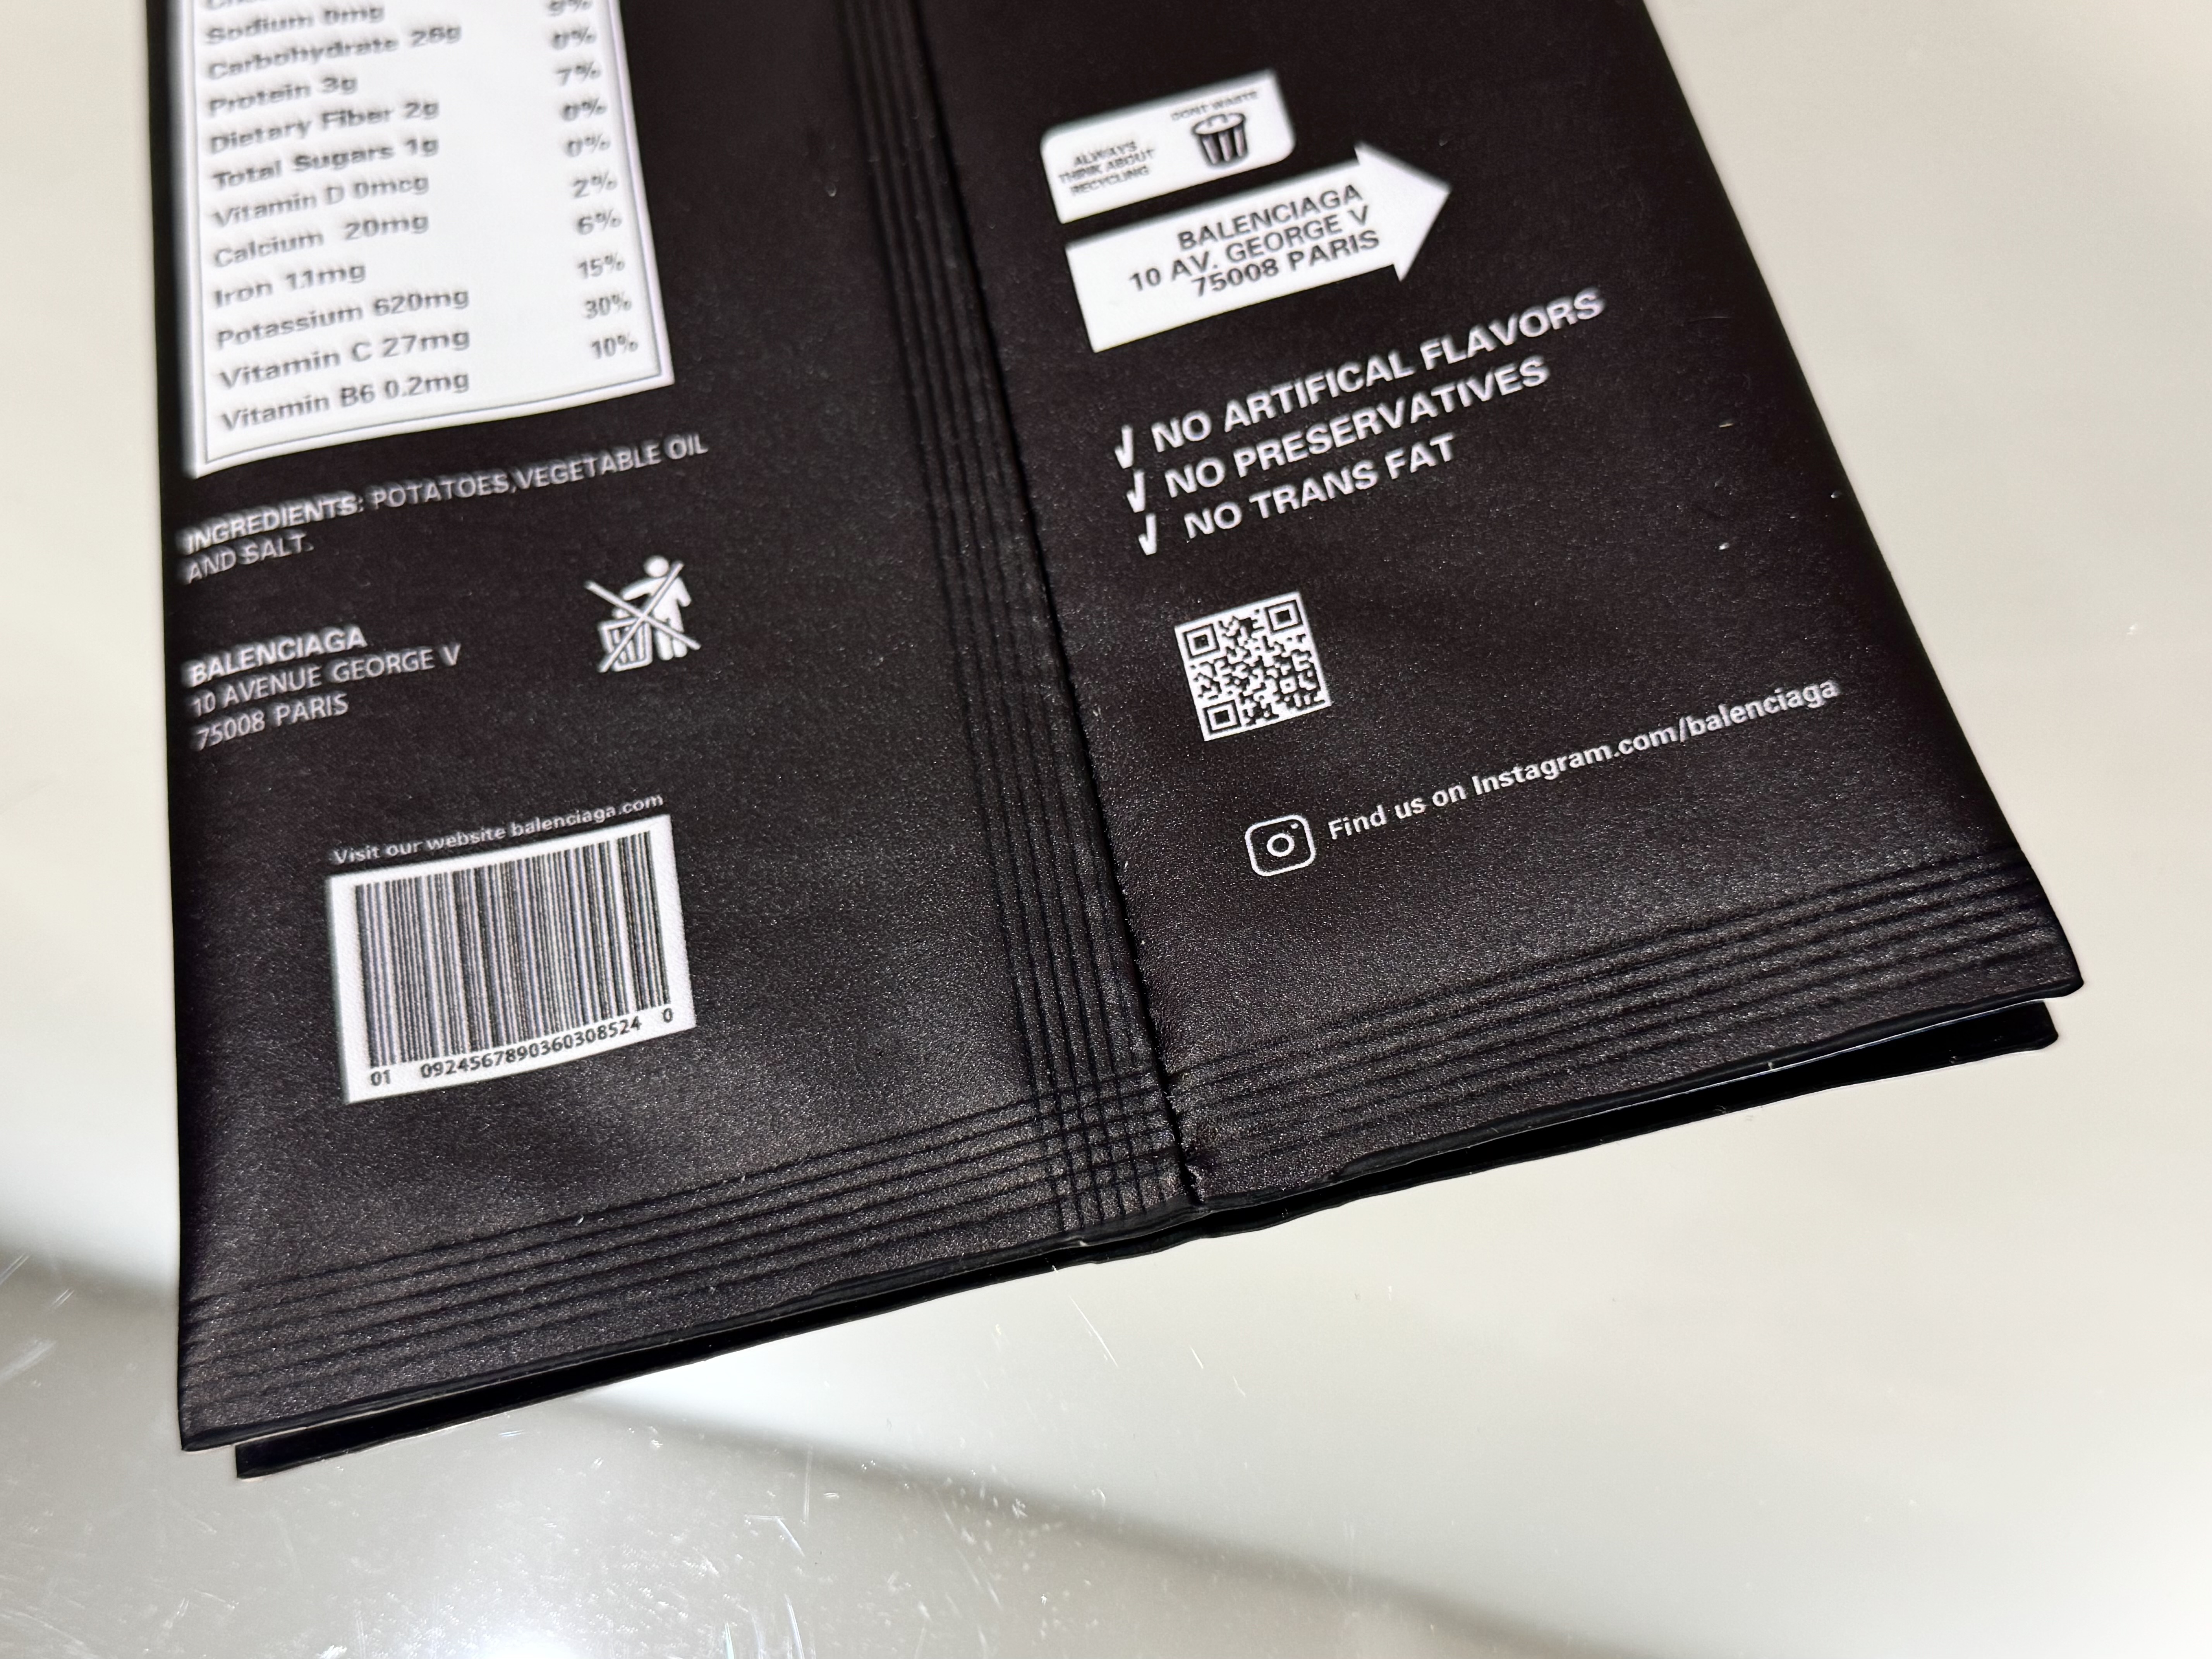 Sodium 0mg 9%
Carbohydrate 26g 0%
Protein 3g 7%
Dietary Fiber 2g 0%
Total Sugars 1g 0%
Vitamin D 0mcg 2%
Calcium 20mg 6%
Iron 1.1mg 15%
Potassium 620mg 30%
Vitamin C 27mg 10%
Vitamin B6 0.2mg
INGREDIENTS: POTATOES,VEGETABLE OIL
AND SALT.
BALENCIAGA
10 AVENUE GEORGE V
75008 PARIS
Visit our website balenciaga.com
01 09245678903603085240 0
DONT WASTE
ALWAYS
THINK ABOUT
RECYCLING
BALENCIAGA
10 AV. GEORGE V
75008 PARIS
√ NO ARTIFICAL FLAVORS
√ NO PRESERVATIVES
√ NO TRANS FAT
Find us on Instagram.com/balenciaga